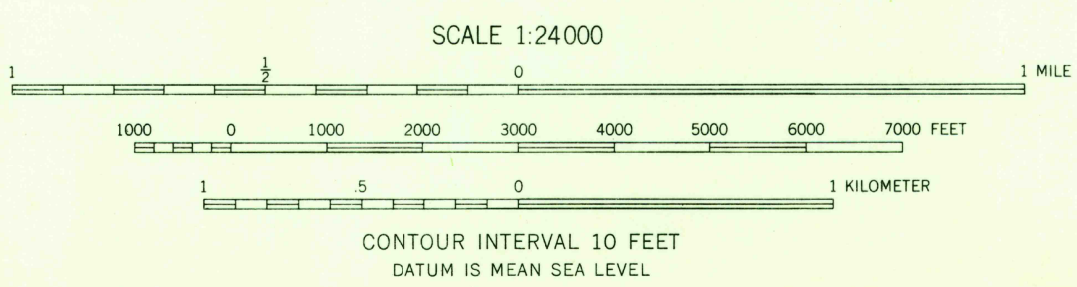 SCALE 1:24000
1 1/2 0 1 MILE
1000 0 1000 2000 3000 4000 5000 6000 7000 FEET
1 .5 0 1 KILOMETER
CONTOUR INTERVAL 10 FEET
DATUM IS MEAN SEA LEVEL